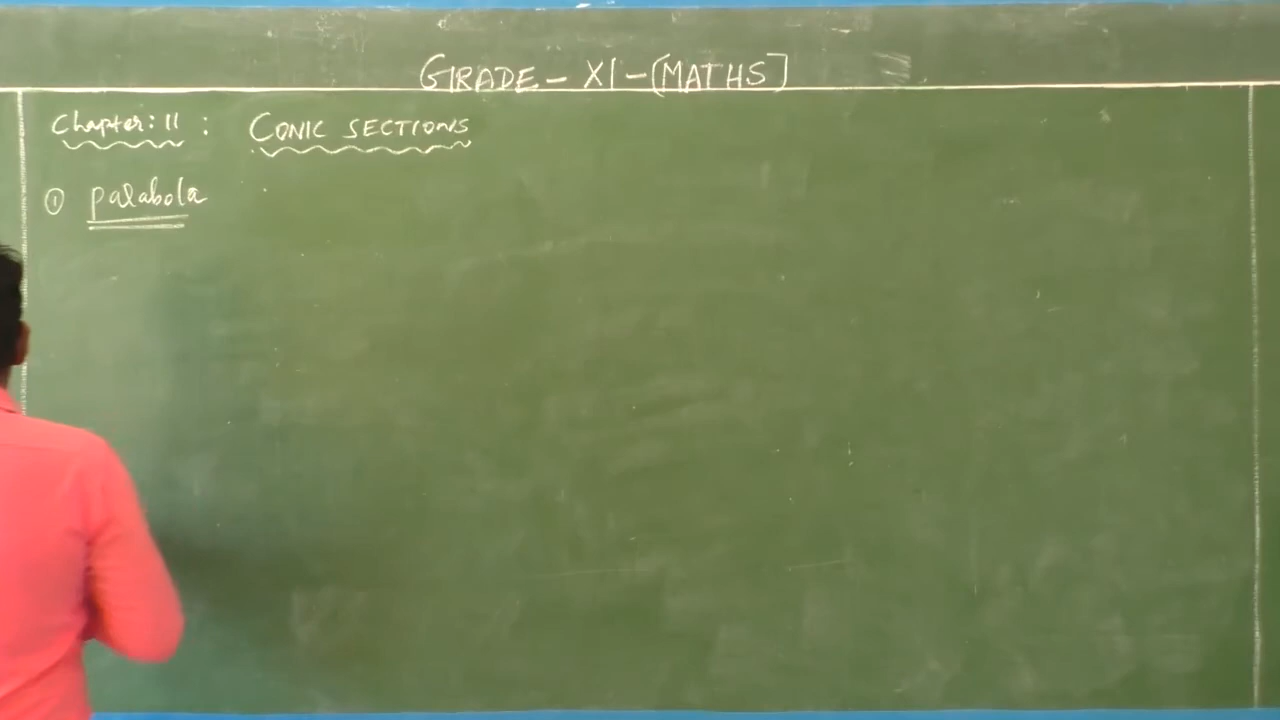 GRADE - XI - [MATHS]
Chapter: 11 : CONIC SECTIONS
① parabola